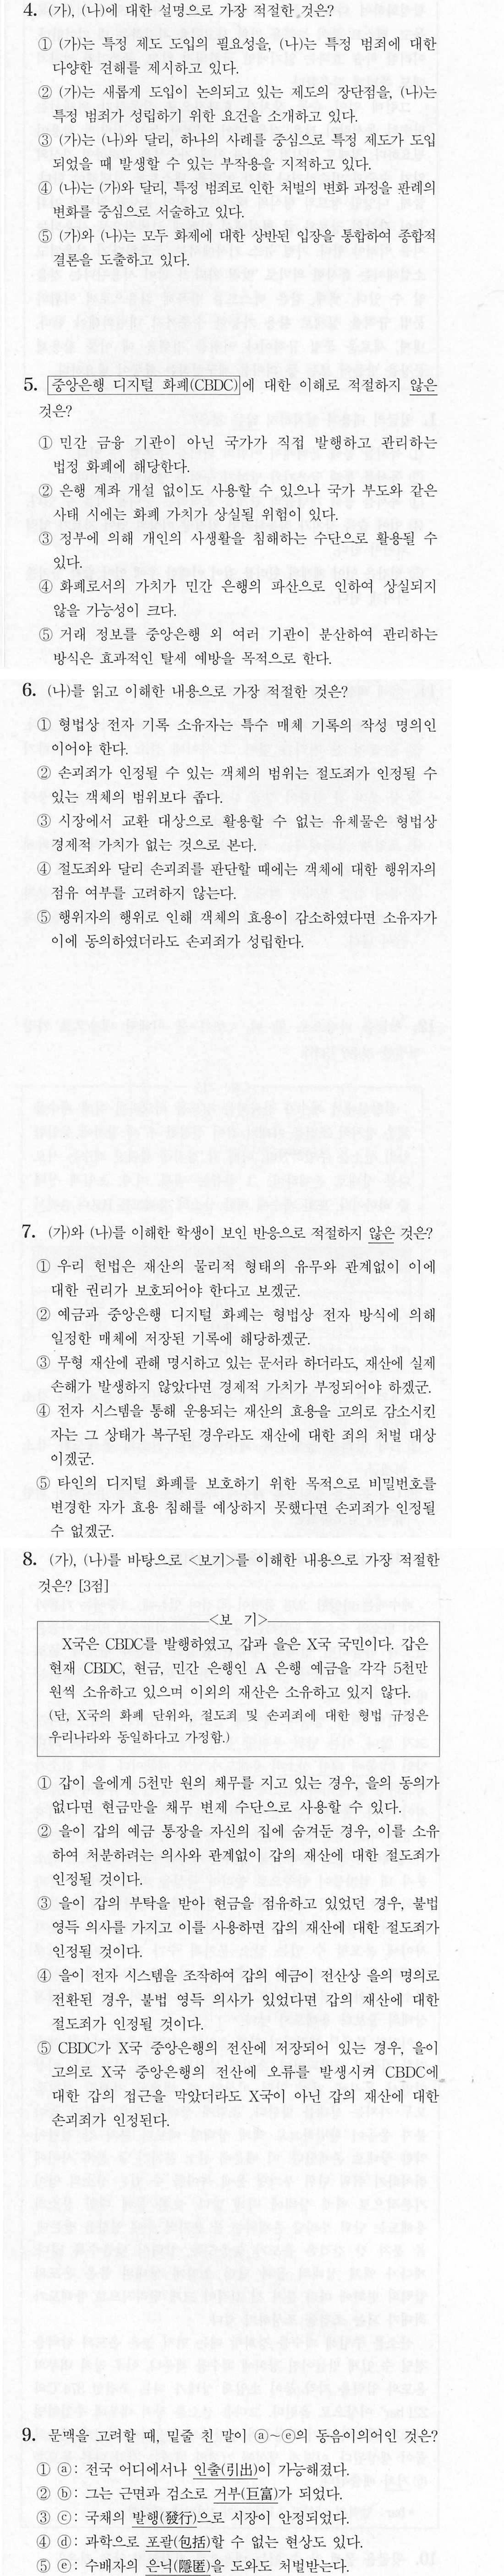 4. (가), (나)에 대한 설명으로 가장 적절한 것은?
① (가)는 특정 제도 도입의 필요성을, (나)는 특정 범죄에 대한
다양한 견해를 제시하고 있다.
② (가)는 새롭게 도입이 논의되고 있는 제도의 장단점을, (나)는
특정 범죄가 성립하기 위한 요건을 소개하고 있다.
③ (가)는 (나)와 달리, 하나의 사례를 중심으로 특정 제도가 도입
되었을 때 발생할 수 있는 부작용을 지적하고 있다.
④ (나)는 (가)와 달리, 특정 범죄로 인한 처벌의 변화 과정을 판례의
변화를 중심으로 서술하고 있다.
⑤ (가)와 (나)는 모두 화제에 대한 상반된 입장을 통합하여 종합적
결론을 도출하고 있다.
5. 중앙은행 디지털 화폐(CBDC)에 대한 이해로 적절하지 않은
것은?
① 민간 금융 기관이 아닌 국가가 직접 발행하고 관리하는
법정 화폐에 해당한다.
② 은행 계좌 개설 없이도 사용할 수 있으나 국가 부도와 같은
사태 시에는 화폐 가치가 상실될 위험이 있다.
③ 정부에 의해 개인의 사생활을 침해하는 수단으로 활용될 수
있다.
④ 화폐로서의 가치가 민간 은행의 파산으로 인하여 상실되지
않을 가능성이 크다.
⑤ 거래 정보를 중앙은행 외 여러 기관이 분산하여 관리하는
방식은 효과적인 탈세 예방을 목적으로 한다.
6. (나)를 읽고 이해한 내용으로 가장 적절한 것은?
① 형법상 전자 기록 소유자는 특수 매체 기록의 작성 명의인
이어야 한다.
② 손괴죄가 인정될 수 있는 객체의 범위는 절도죄가 인정될 수
있는 객체의 범위보다 좁다.
③ 시장에서 교환 대상으로 활용할 수 없는 유체물은 형법상
경제적 가치가 없는 것으로 본다.
④ 절도죄와 달리 손괴죄를 판단할 때에는 객체에 대한 행위자의
점유 여부를 고려하지 않는다.
⑤ 행위자의 행위로 인해 객체의 효용이 감소하였다면 소유자가
이에 동의하였더라도 손괴죄가 성립한다.
7. (가)와 (나)를 이해한 학생이 보인 반응으로 적절하지 않은 것은?
① 우리 헌법은 재산의 물리적 형태의 유무와 관계없이 이에
대한 권리가 보호되어야 한다고 보겠군.
② 예금과 중앙은행 디지털 화폐는 형법상 전자 방식에 의해
일정한 매체에 저장된 기록에 해당하겠군.
③ 무형 재산에 관해 명시하고 있는 문서라 하더라도, 재산에 실제
손해가 발생하지 않았다면 경제적 가치가 부정되어야 하겠군.
④ 전자 시스템을 통해 운용되는 재산의 효용을 고의로 감소시킨
자는 그 상태가 복구된 경우라도 재산에 대한 죄의 처벌 대상
이겠군.
⑤ 타인의 디지털 화폐를 보호하기 위한 목적으로 비밀번호를
변경한 자가 효용 침해를 예상하지 못했다면 손괴죄가 인정될
수 없겠군.
8. (가), (나)를 바탕으로 <보기>를 이해한 내용으로 가장 적절한
것은? [3점]
<보 기>
X국은 CBDC를 발행하였고, 갑과 을은 X국 국민이다. 갑은
현재 CBDC, 현금, 민간 은행인 A 은행 예금을 각각 5천만
원씩 소유하고 있으며 이외의 재산은 소유하고 있지 않다.
(단, X국의 화폐 단위와, 절도죄 및 손괴죄에 대한 형법 규정은
우리나라와 동일하다고 가정함.)
① 갑이 을에게 5천만 원의 채무를 지고 있는 경우, 을의 동의가
없다면 현금만을 채무 변제 수단으로 사용할 수 있다.
② 을이 갑의 예금 통장을 자신의 집에 숨겨둔 경우, 이를 소유
하여 처분하려는 의사와 관계없이 갑의 재산에 대한 절도죄가
인정될 것이다.
③ 을이 갑의 부탁을 받아 현금을 점유하고 있었던 경우, 불법
영득 의사를 가지고 이를 사용하면 갑의 재산에 대한 절도죄가
인정될 것이다.
④ 을이 전자 시스템을 조작하여 갑의 예금이 전산상 을의 명의로
전환된 경우, 불법 영득 의사가 있었다면 갑의 재산에 대한
절도죄가 인정될 것이다.
⑤ CBDC가 X국 중앙은행의 전산에 저장되어 있는 경우, 을이
고의로 X국 중앙은행의 전산에 오류를 발생시켜 CBDC에
대한 갑의 접근을 막았더라도 X국이 아닌 갑의 재산에 대한
손괴죄가 인정된다.
9. 문맥을 고려할 때, 밑줄 친 말이 ⓐ~ⓔ의 동음이의어인 것은?
① ⓐ: 전국 어디에서나 인출(引出)이 가능해졌다.
② ⓑ: 그는 근면과 검소로 거부(巨富)가 되었다.
③ ⓒ: 국채의 발행(發行)으로 시장이 안정되었다.
④ ⓓ: 과학으로 포괄(包括)할 수 없는 현상도 있다.
⑤ ⓔ: 수배자의 은닉(隱匿)을 도와도 처벌받는다.